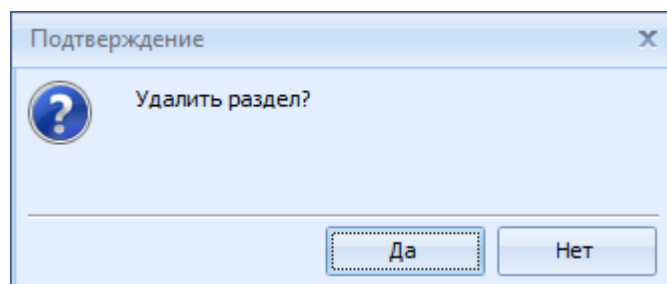 Подтверждение
Удалить раздел?
Да
Нет